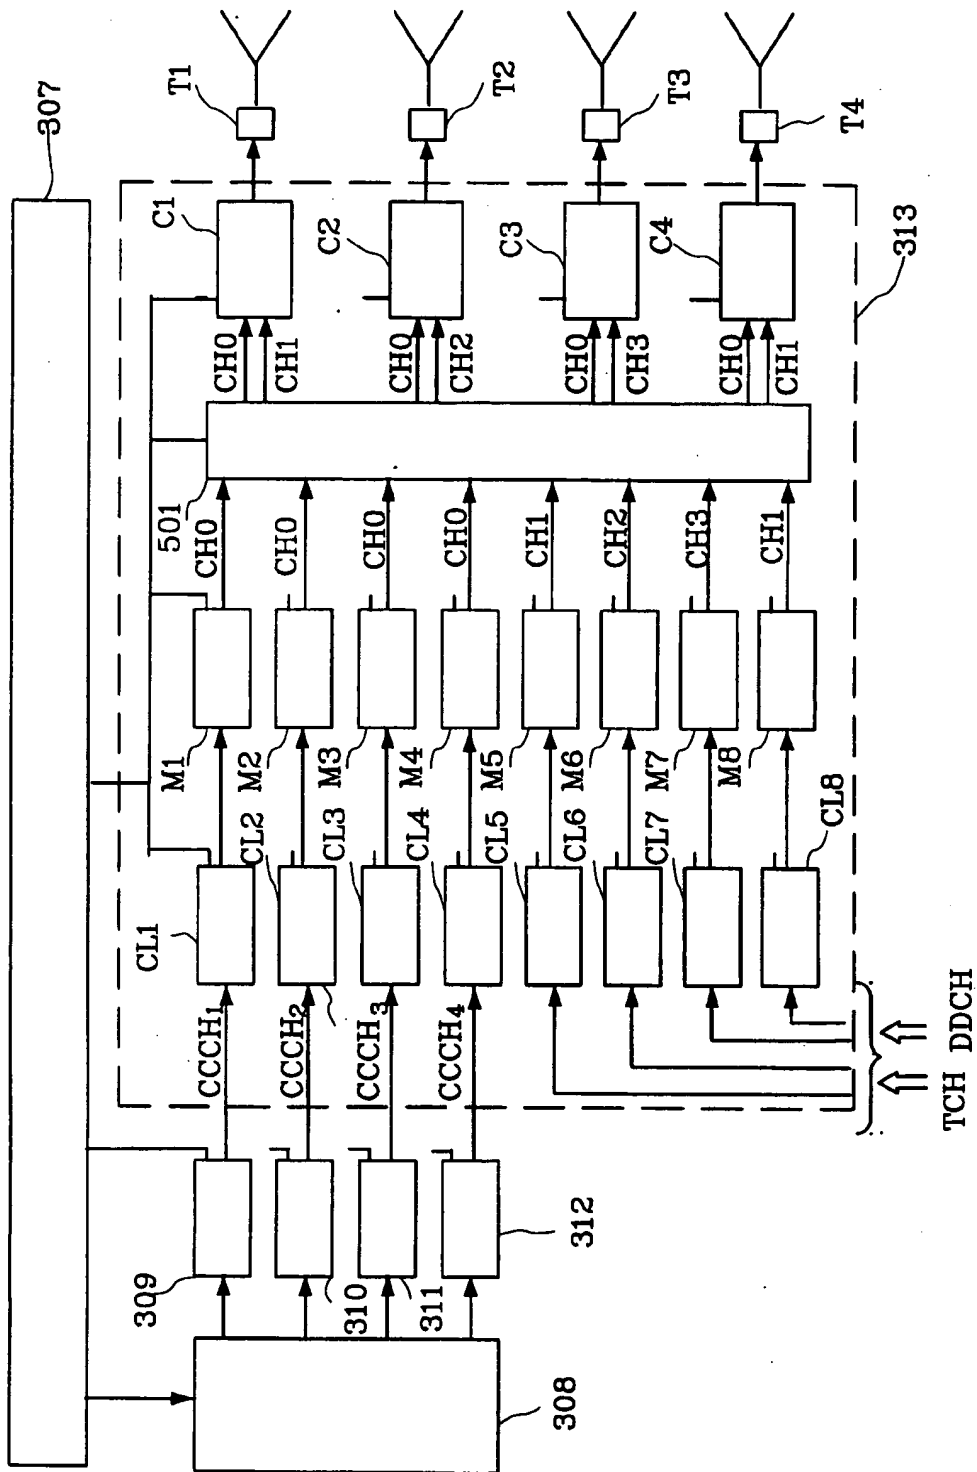 307
T1
T2
T3
T4
C1
C2
C3
C4
313
CH0
CH1
CH0
CH2
CH0
CH3
CH0
CH1
501
CH0
CH0
CH0
CH0
CH1
CH2
CH3
CH1
M1
M2
M3
M4
M5
M6
M7
M8
CL1
CL2
CL3
CL4
CL5
CL6
CL7
CL8
CCCH1
CCCH2
CCCH3
CCCH4
TCH
DDCH
309
310
311
312
308